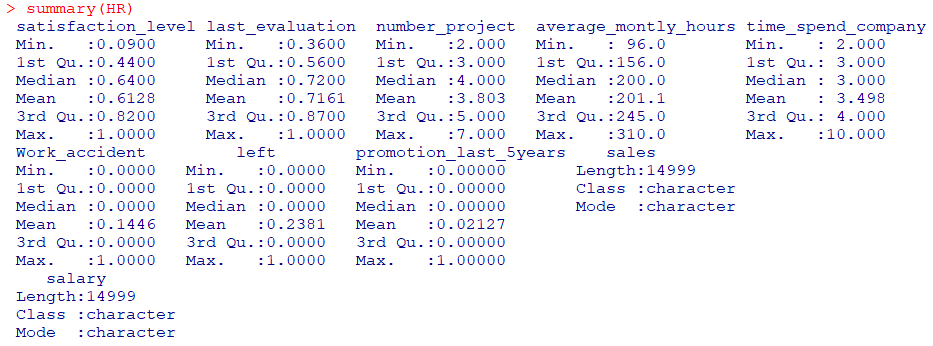 > summary(HR)
satisfaction_level last_evaluation  number_project  average_montly_hours time_spend_company
Min.   :0.0900     Min.   :0.3600   Min.   :2.000   Min.   : 96.0        Min.   : 2.000
1st Qu.:0.4400     1st Qu.:0.5600   1st Qu.:3.000   1st Qu.:156.0        1st Qu.: 3.000
Median :0.6400     Median :0.7200   Median :4.000   Median :200.0        Median : 3.000
Mean   :0.6128     Mean   :0.7161   Mean   :3.803   Mean   :201.1        Mean   : 3.498
3rd Qu.:0.8200     3rd Qu.:0.8700   3rd Qu.:5.000   3rd Qu.:245.0        3rd Qu.: 4.000
Max.   :1.0000     Max.   :1.0000   Max.   :7.000   Max.   :310.0        Max.   :10.000
Work_accident         left          promotion_last_5years    sales
Min.   :0.0000   Min.   :0.0000   Min.   :0.00000       Length:14999
1st Qu.:0.0000   1st Qu.:0.0000   1st Qu.:0.00000       Class :character
Median :0.0000   Median :0.0000   Median :0.00000       Mode  :character
Mean   :0.1446   Mean   :0.2381   Mean   :0.02127
3rd Qu.:0.0000   3rd Qu.:0.0000   3rd Qu.:0.00000
Max.   :1.0000   Max.   :1.0000   Max.   :1.00000
salary
Length:14999
Class :character
Mode  :character